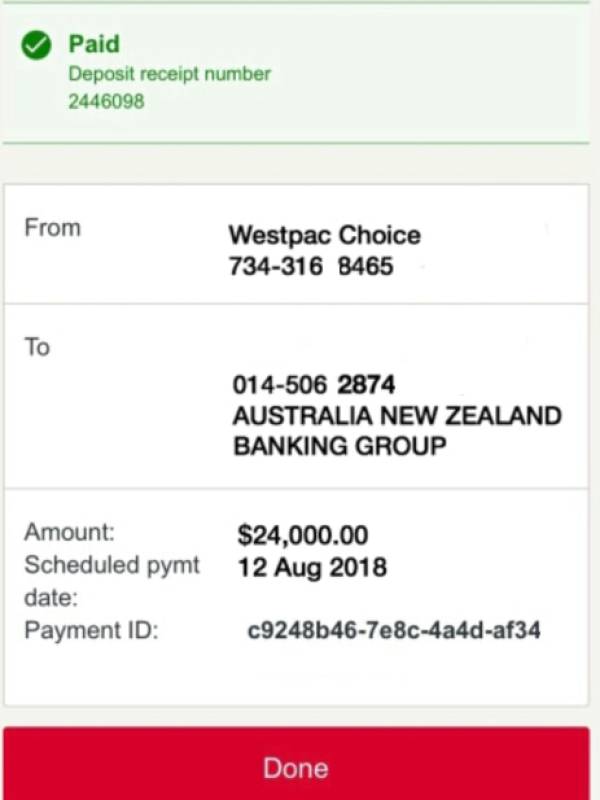 Paid
Deposit receipt number
2446098
From
Westpac Choice
734-316 8465
To
014-506 2874
AUSTRALIA NEW ZEALAND
BANKING GROUP
Amount: $24,000.00
Scheduled pymt 12 Aug 2018
date:
Payment ID: c9248b46-7e8c-4a4d-af34
Done